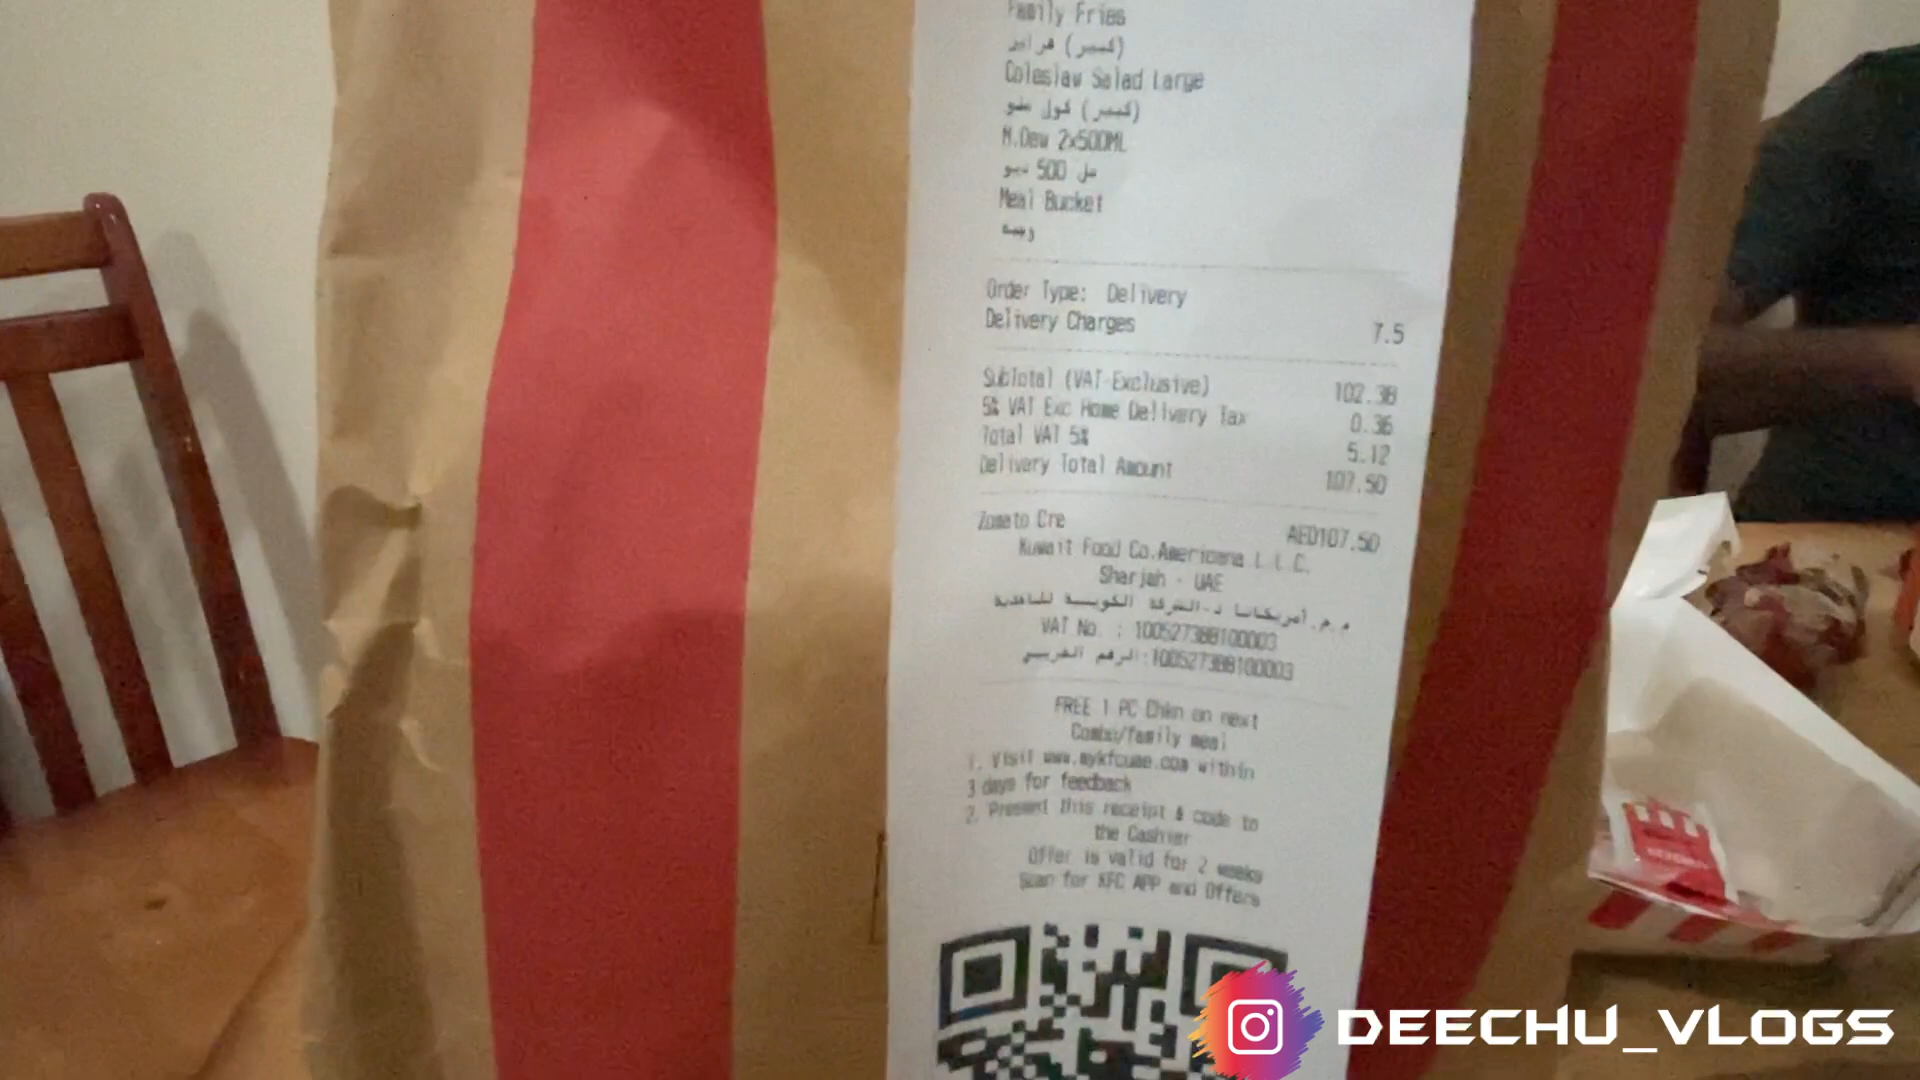 Family Fries
(كبير) فرايز
Coleslaw Salad Large
(كبير) كول سلو
M.Dew 2x500ML
مل 500 ديو
Meal Bucket
وجبة
Order Type: Delivery
Delivery Charges 7.5
Subtotal (VAT Exclusive) 102.38
5% VAT Exc Home Delivery Tax 0.36
Total VAT 5% 5.12
Delivery Total Amount 107.50
Zomato Cre AED107.50
Kuwait Food Co.Americana L.L.C.
Sharjah - UAE
م.م.أمريكانا ذ-الشركة الكويتية للأغذية
VAT No. : 100527388100003
الرقم الضريبي:100527388100003
FREE 1 PC Chkn on next
Combo/family meal
1. Visit www.mykfcuae.com within
3 days for feedback
2. Present this receipt & code to
the Cashier
Offer is valid for 2 weeks
Scan for KFC APP and Offers
DEECHU_VLOGS